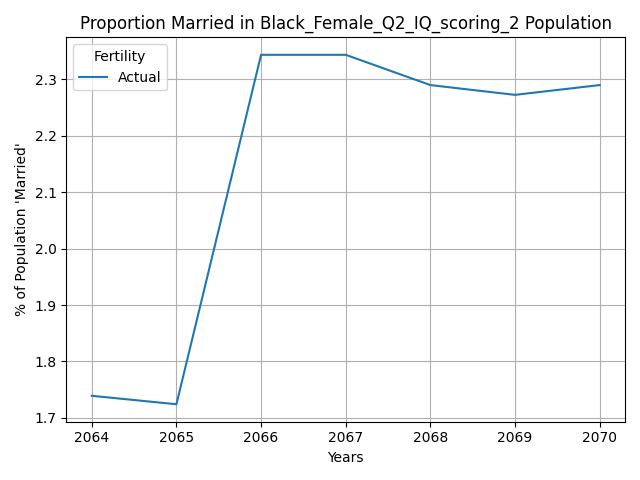 Proportion Married in Black_Female_Q2_IQ_scoring_2 Population
Fertility
Actual
% of Population 'Married'
2.3
2.2
2.1
2.0
1.9
1.8
1.7
2064 2065 2066 2067 2068 2069 2070
Years